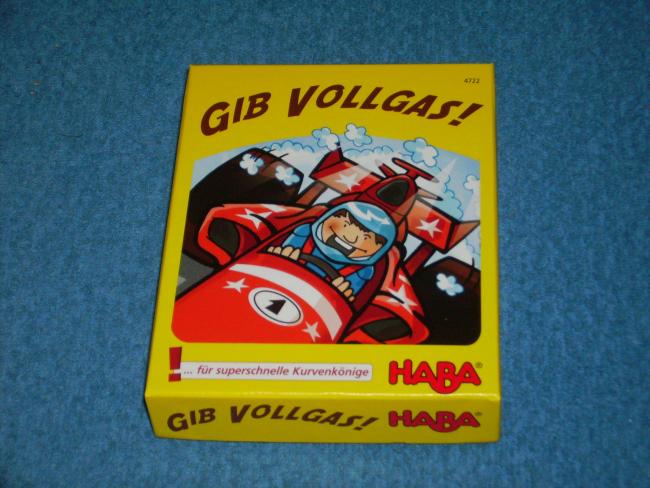 4722
GIB VOLLGAS!
1
! ... für superschnelle Kurvenkönige
HABA®
GIB VOLLGAS!
HABA®